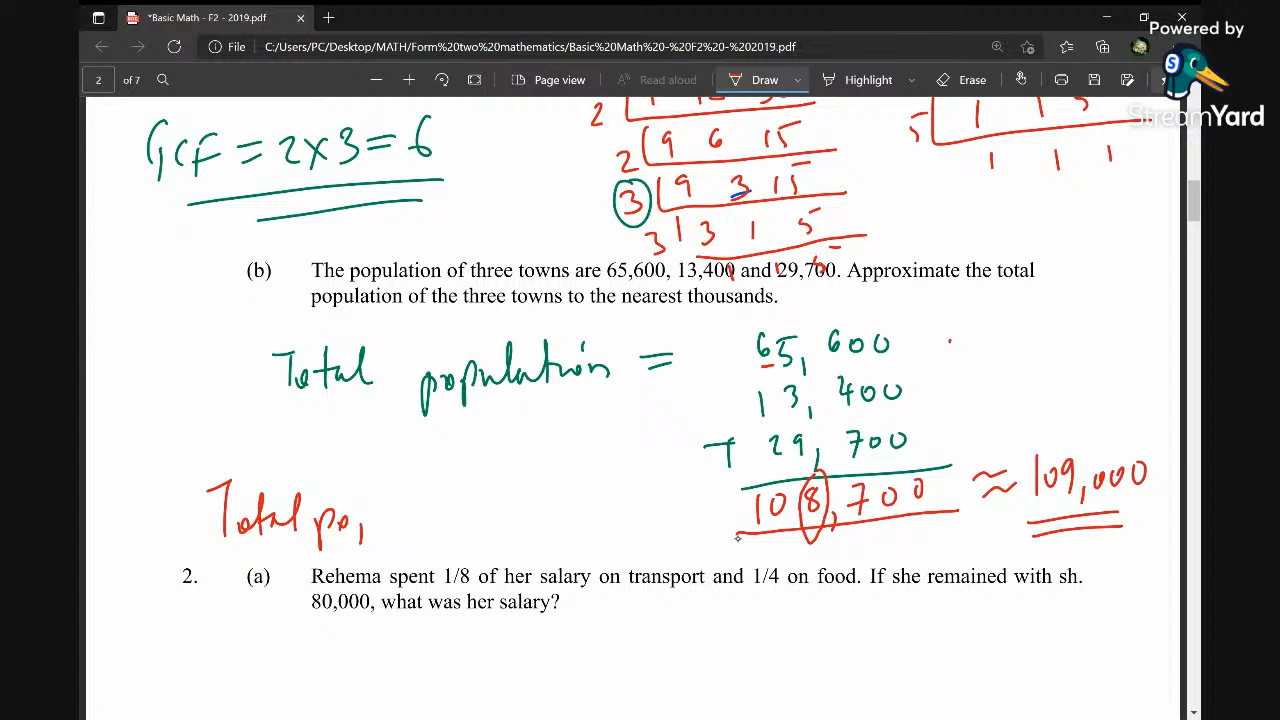 *Basic Math - F2 - 2019.pdf
File C:/Users/PC/Desktop/MATH/Form%20two%20mathematics/Basic%20Math%20-%20F2%20-%202019.pdf
2 of 7 Page view Read aloud Draw Highlight Erase
Powered by
StreamYard
GCF = 2 x 3 = 6
2 9 6 15
2 9 3 15
3 3 1 5
3
5 1 1 5
1 1 1
(b) The population of three towns are 65,600, 13,400 and 29,700. Approximate the total
population of the three towns to the nearest thousands.
Total population = 65,600
13,400
+ 29,700
108,700 ≈ 109,000
Total po
2. (a) Rehema spent 1/8 of her salary on transport and 1/4 on food. If she remained with sh.
80,000, what was her salary?